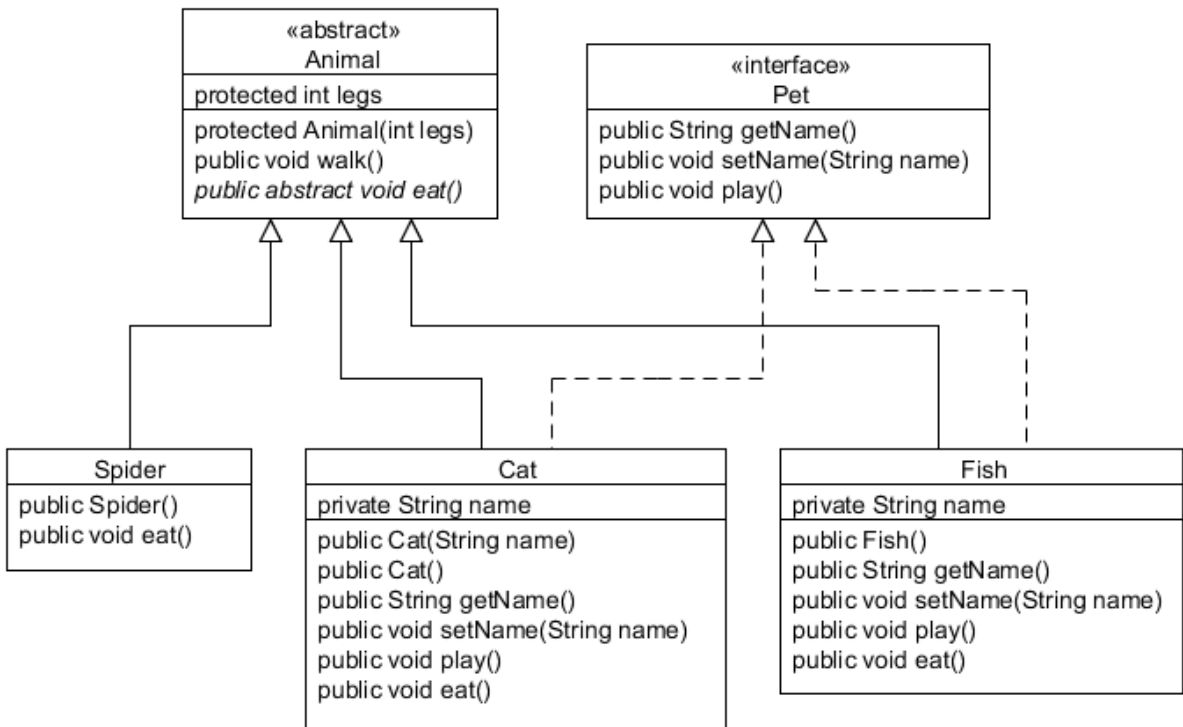 «abstract»
Animal
protected int legs
protected Animal(int legs)
public void walk()
public abstract void eat()
«interface»
Pet
public String getName()
public void setName(String name)
public void play()
Spider
public Spider()
public void eat()
Cat
private String name
public Cat(String name)
public Cat()
public String getName()
public void setName(String name)
public void play()
public void eat()
Fish
private String name
public Fish()
public String getName()
public void setName(String name)
public void play()
public void eat()